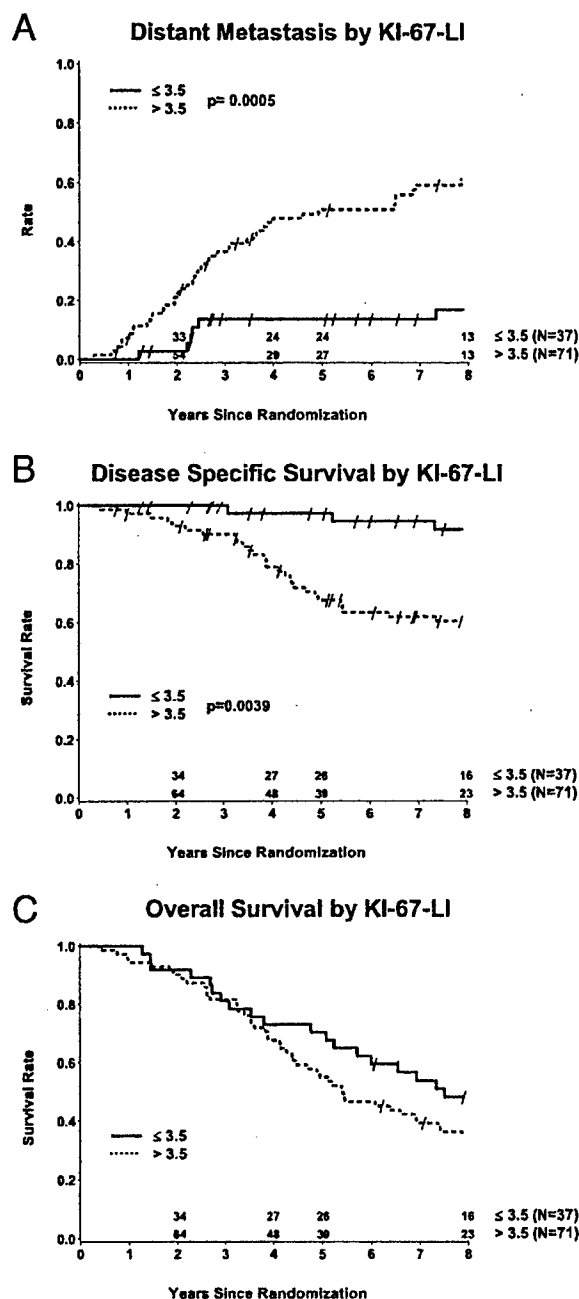 A
Distant Metastasis by KI-67-LI
1.0
≤ 3.5
> 3.5
p= 0.0005
0.8
0.6
0.4
0.2
0.0
Rate
33 24 24 13 ≤ 3.5 (N=37)
54 29 27 13 > 3.5 (N=71)
0 1 2 3 4 5 6 7 8
Years Since Randomization
B
Disease Specific Survival by KI-67-LI
1.0
0.8
0.6
0.4
0.2
0.0
Survival Rate
≤ 3.5
> 3.5
p=0.0039
34 27 26 16 ≤ 3.5 (N=37)
64 48 39 23 > 3.5 (N=71)
0 1 2 3 4 5 6 7 8
Years Since Randomization
C
Overall Survival by KI-67-LI
1.0
0.8
0.6
0.4
0.2
0.0
Survival Rate
≤ 3.5
> 3.5
34 27 26 16 ≤ 3.5 (N=37)
64 48 39 23 > 3.5 (N=71)
0 1 2 3 4 5 6 7 8
Years Since Randomization